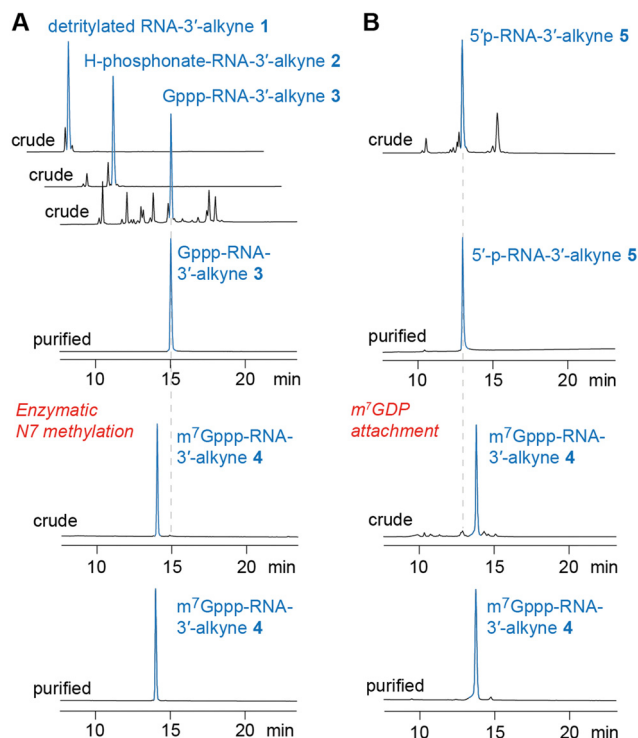 A
detritylated RNA-3′-alkyne 1
H-phosphonate-RNA-3′-alkyne 2
Gppp-RNA-3′-alkyne 3
crude
crude
crude
Gppp-RNA-
3′-alkyne 3
purified
10 15 20 min
Enzymatic
N7 methylation
m⁷Gppp-RNA-
3′-alkyne 4
crude
10 15 20 min
m⁷Gppp-RNA-
3′-alkyne 4
purified
10 15 20 min
B
5′p-RNA-3′-alkyne 5
crude
5′-p-RNA-3′-alkyne 5
purified
10 15 20 min
m⁷GDP
attachment
m⁷Gppp-RNA-
3′-alkyne 4
crude
10 15 20 min
m⁷Gppp-RNA-
3′-alkyne 4
purified
10 15 20 min